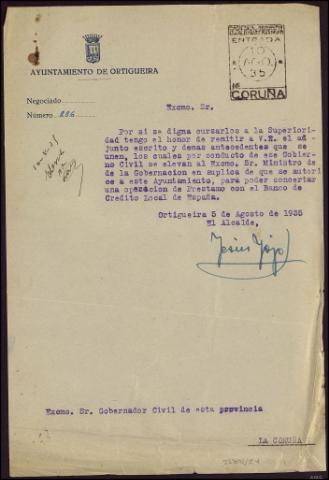 ENTRADA
10 AGO. 35
DE
CORUÑA
AYUNTAMIENTO DE ORTIGUEIRA
Negociado
Número 886
Excmo. Sr.
Por si se digna cursarlos a la Superiori-
dad tengo el honor de remitir a V.E. el ad-
junto escrito y demas antecedentes que se
unen, los cuales por conducto de ese Gobier-
no Civil se elevan al Excmo. Sr. Ministro de
de la Gobernacion en suplica de que se autori-
ce a este Ayuntamiento, para poder concertar
una operacion de Prestamo con el Banco de
Credito Local de España.
Ortigueira 5 de Agosto de 1935
El Alcalde,
Jesús
Excmo. Sr. Gobernador Civil de esta provincia
LA CORUÑA